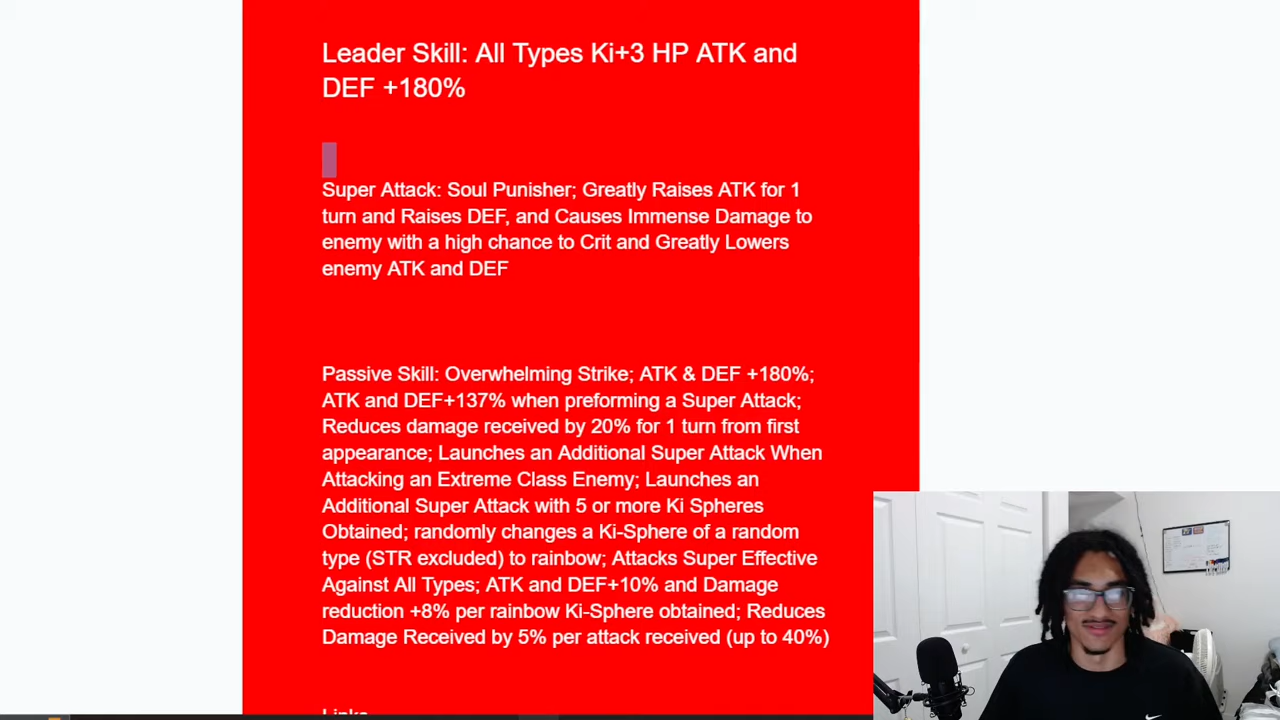 Leader Skill: All Types Ki+3 HP ATK and
DEF +180%
Super Attack: Soul Punisher; Greatly Raises ATK for 1
turn and Raises DEF, and Causes Immense Damage to
enemy with a high chance to Crit and Greatly Lowers
enemy ATK and DEF
Passive Skill: Overwhelming Strike; ATK & DEF +180%;
ATK and DEF+137% when preforming a Super Attack;
Reduces damage received by 20% for 1 turn from first
appearance; Launches an Additional Super Attack When
Attacking an Extreme Class Enemy; Launches an
Additional Super Attack with 5 or more Ki Spheres
Obtained; randomly changes a Ki-Sphere of a random
type (STR excluded) to rainbow; Attacks Super Effective
Against All Types; ATK and DEF+10% and Damage
reduction +8% per rainbow Ki-Sphere obtained; Reduces
Damage Received by 5% per attack received (up to 40%)
Links